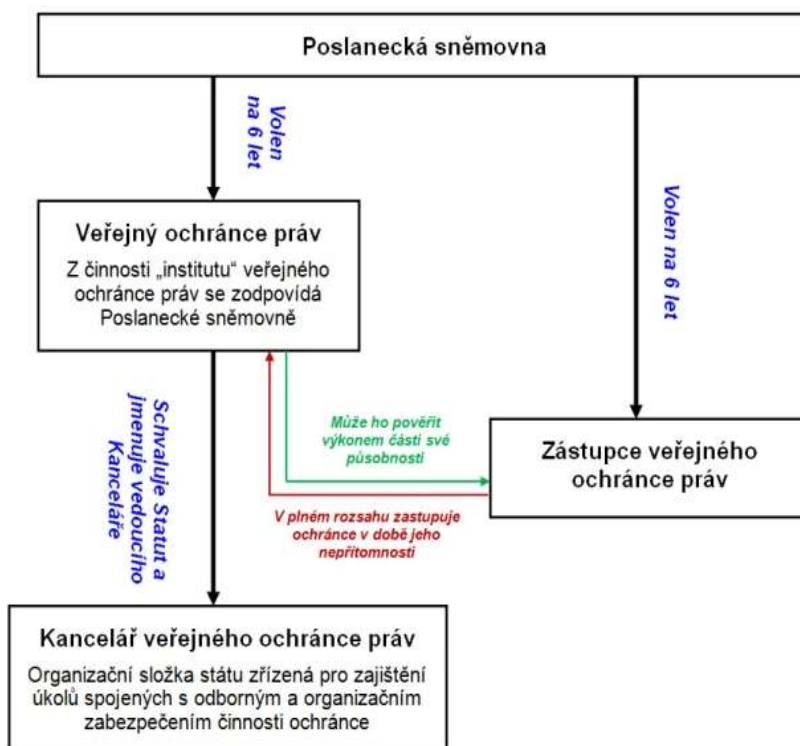 Poslanecká sněmovna
Volen
na 6 let
Volen na 6 let
Veřejný ochránce práv
Z činnosti „institutu“ veřejného
ochránce práv se zodpovídá
Poslanecké sněmovně
Schvaluje Statut a
jmenuje vedoucího
Kanceláře
Může ho pověřit
výkonem části své
působnosti
V plném rozsahu zastupuje
ochránce v době jeho
nepřítomnosti
Zástupce veřejného
ochránce práv
Kancelář veřejného ochránce práv
Organizační složka státu zřízená pro zajištění
úkolů spojených s odborným a organizačním
zabezpečením činnosti ochránce